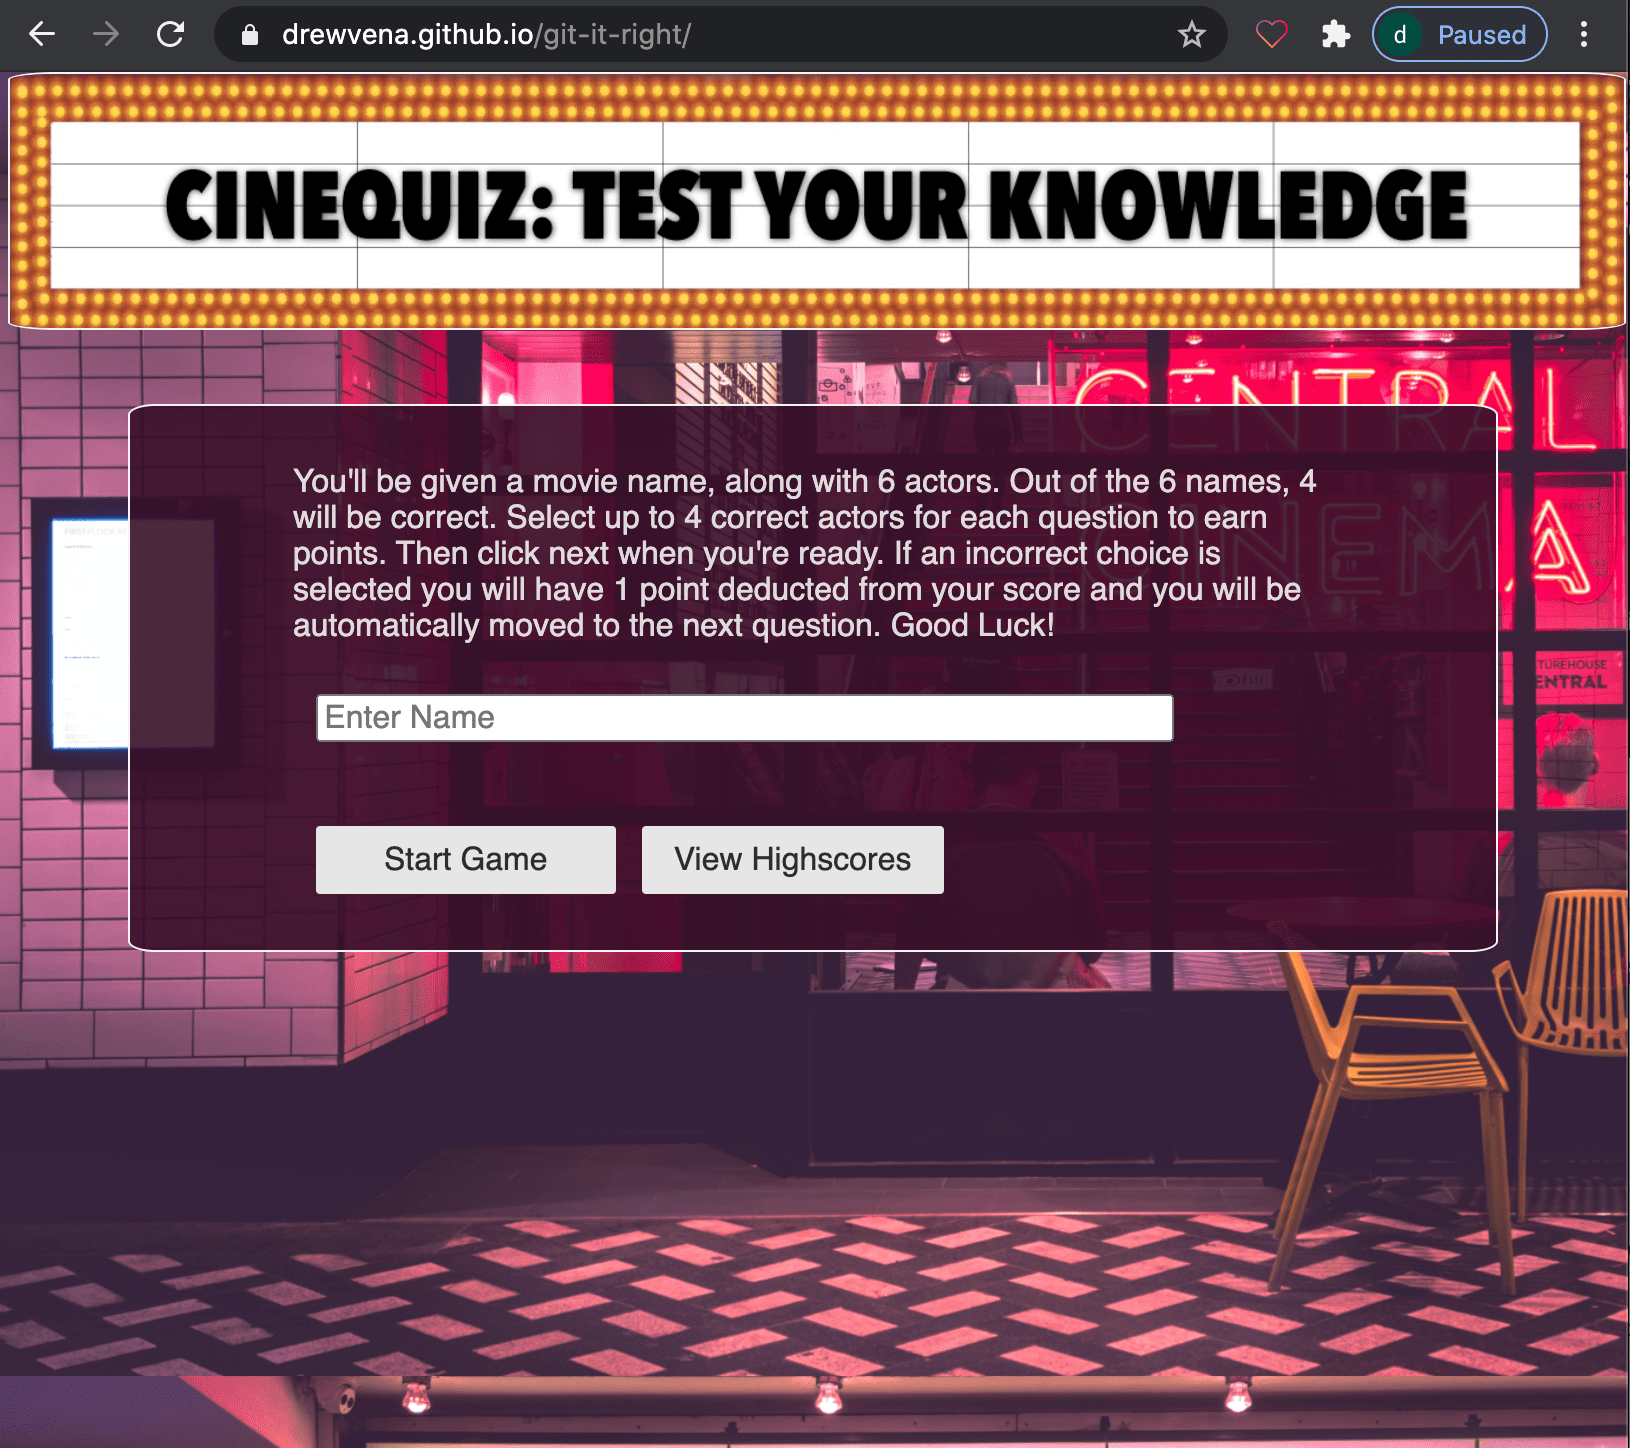 drewvena.github.io/git-it-right/
d Paused
CINEQUIZ: TEST YOUR KNOWLEDGE
CENTRAL
CINEMA
You'll be given a movie name, along with 6 actors. Out of the 6 names, 4
will be correct. Select up to 4 correct actors for each question to earn
points. Then click next when you're ready. If an incorrect choice is
selected you will have 1 point deducted from your score and you will be
automatically moved to the next question. Good Luck!
TUREHOUSE
ENTRAL
Enter Name
Start Game
View Highscores